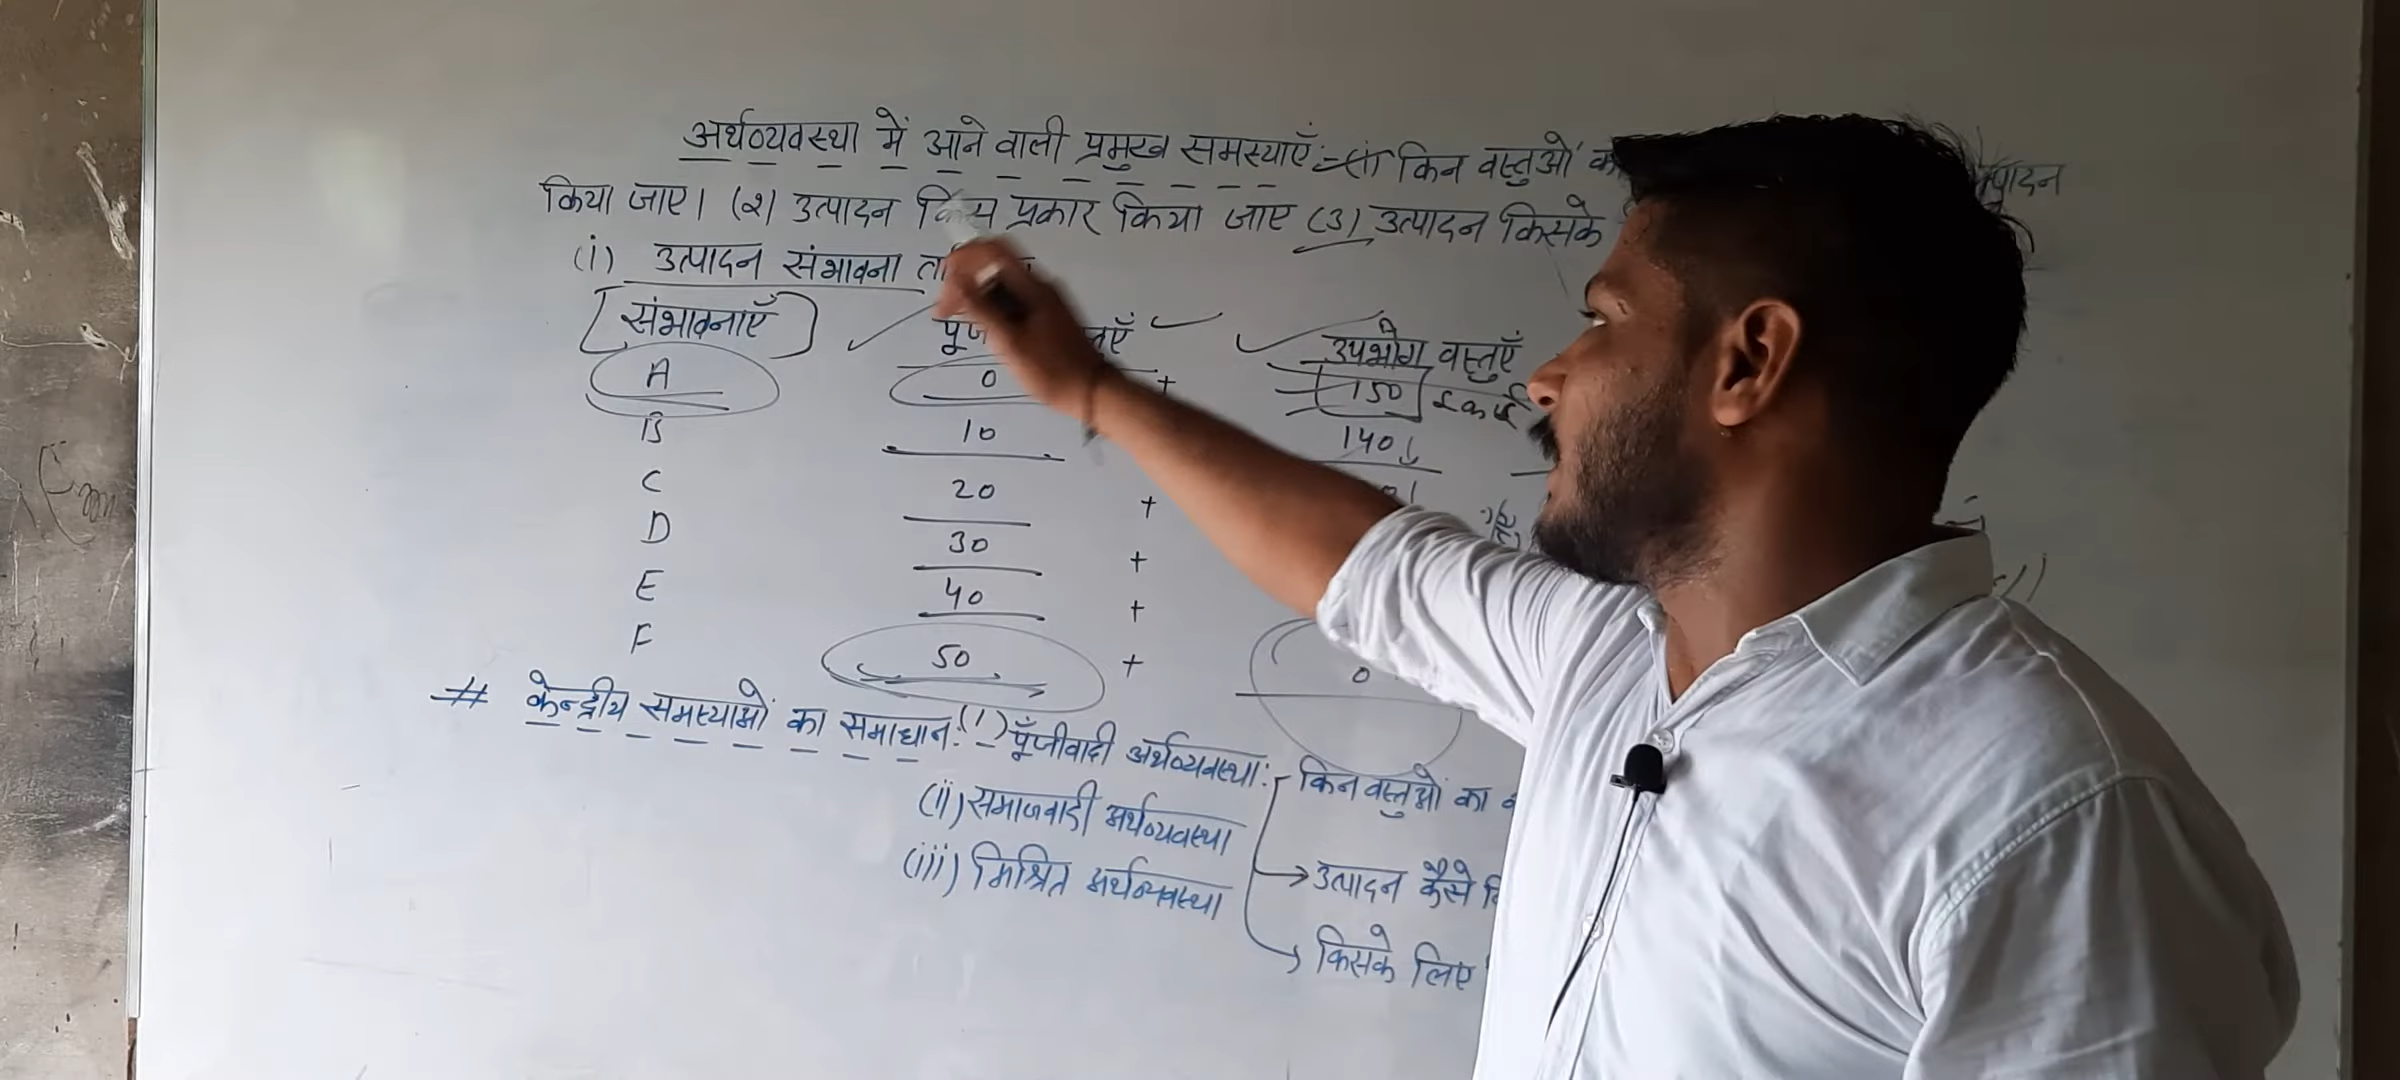 अर्थव्यवस्था में आने वाली प्रमुख समस्याएँ:- (1) किन वस्तुओं
किया जाए। (2) उत्पादन किस प्रकार किया जाए (3) उत्पादन किसके
(i) उत्पादन संभावना
संभावनाएँ उपभोग वस्तुएँ
A 0 + 150 इकाई
B 10 140
C 20 +
D 30 +
E 40 +
F 50 + 0
# केन्द्रीय समस्याओं का समाधान:- (i) पूँजीवादी अर्थव्यवस्था:- किन वस्तुओं का
(ii) समाजवादी अर्थव्यवस्था
(iii) मिश्रित अर्थव्यवस्था
→ उत्पादन कैसे
→ किसके लिए